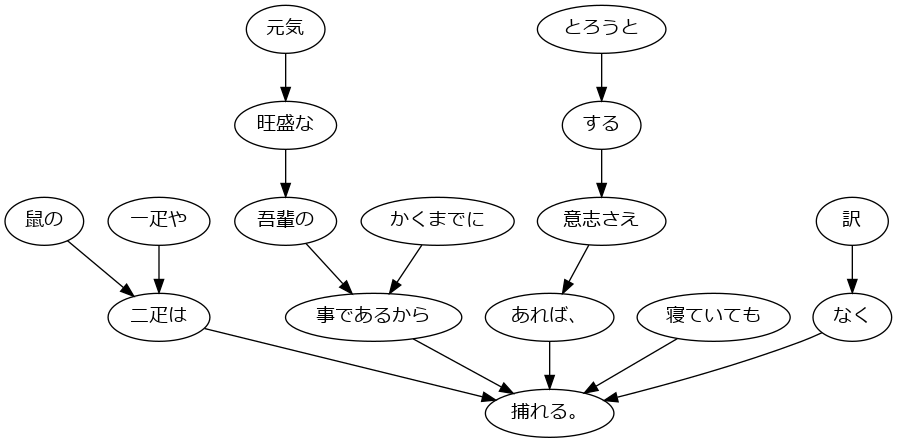 元気
とろうと
旺盛な
する
鼠の
一疋や
吾輩の
かくまでに
意志さえ
訳
二疋は
事であるから
あれば、
寝ていても
なく
捕れる。